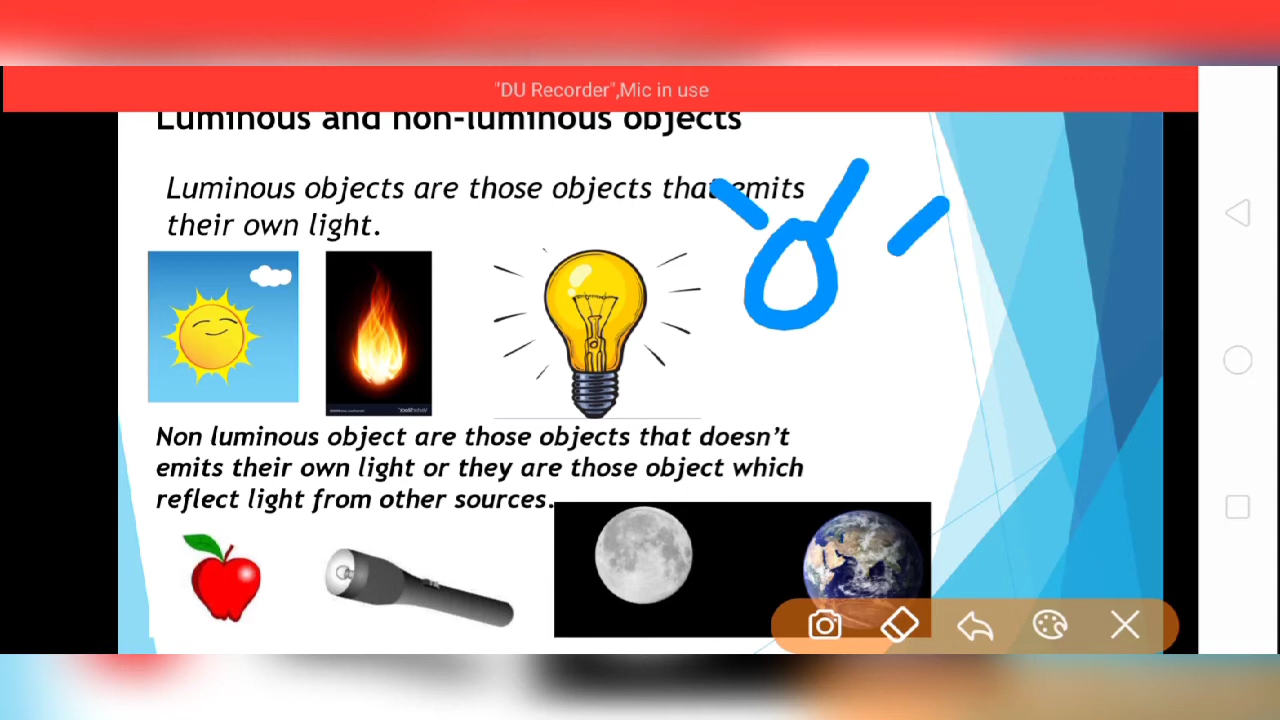 "DU Recorder",Mic in use
Luminous and non-luminous objects
Luminous objects are those objects that emits
their own light.
Non luminous object are those objects that doesn't
emits their own light or they are those object which
reflect light from other sources.